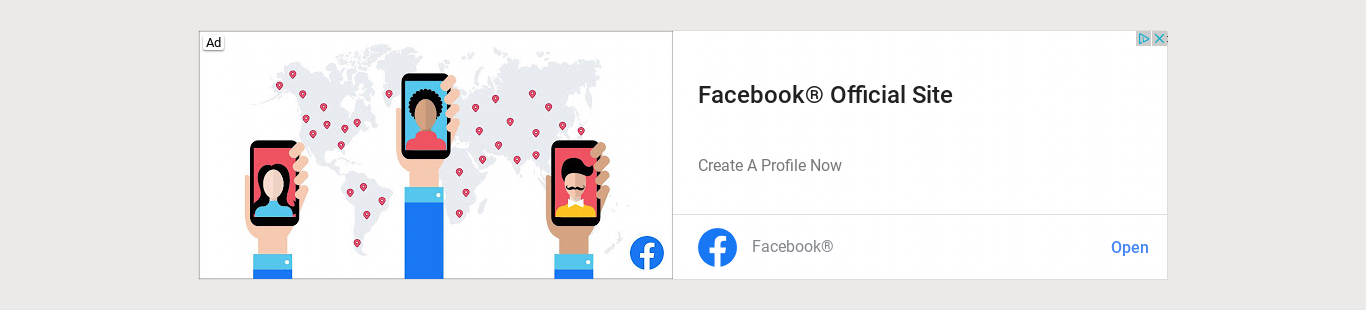 Ad
Facebook® Official Site
Create A Profile Now
Facebook®
Open